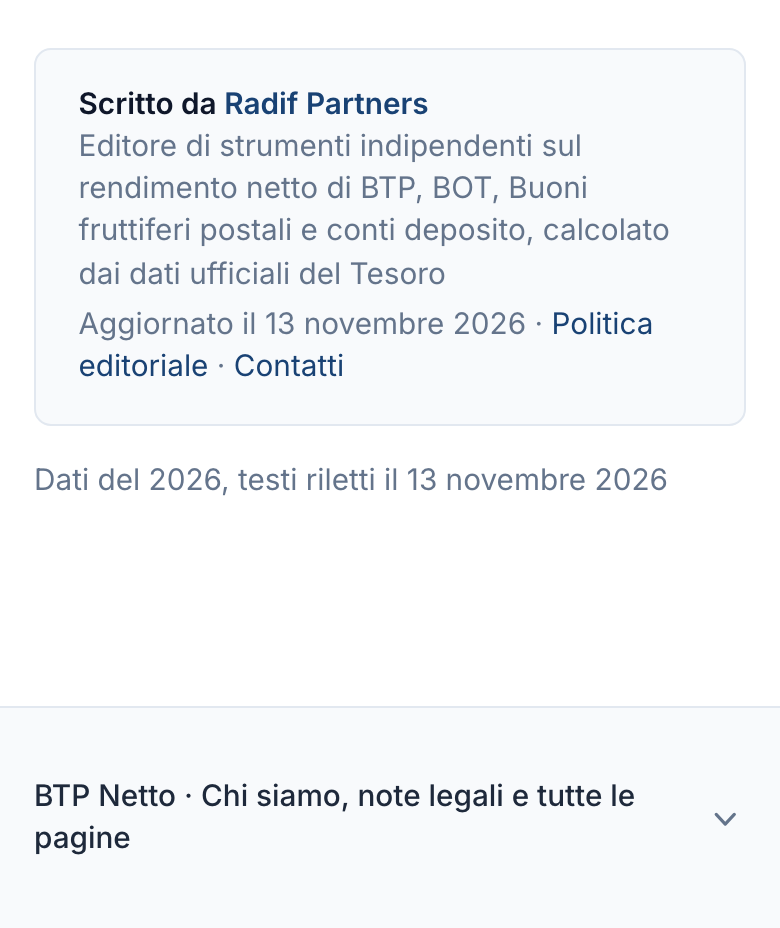 Scritto da Radif Partners
Editore di strumenti indipendenti sul
rendimento netto di BTP, BOT, Buoni
fruttiferi postali e conti deposito, calcolato
dai dati ufficiali del Tesoro
Aggiornato il 13 novembre 2026 · Politica
editoriale · Contatti
Dati del 2026, testi riletti il 13 novembre 2026
BTP Netto · Chi siamo, note legali e tutte le
pagine